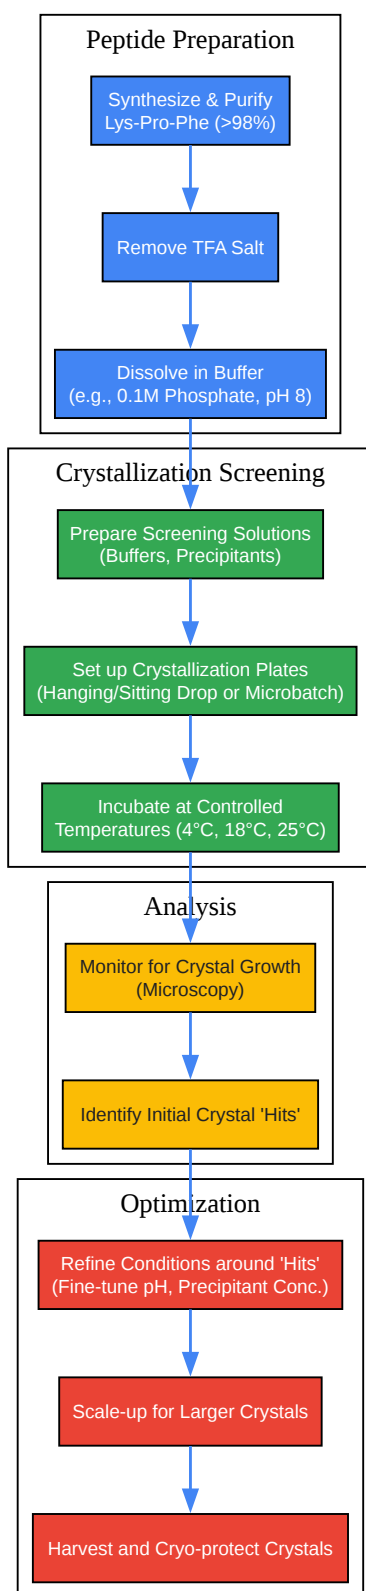 Peptide Preparation
Synthesize & Purify
Lys-Pro-Phe (>98%)
Remove TFA Salt
Dissolve in Buffer
(e.g., 0.1M Phosphate, pH 8)
Crystallization Screening
Prepare Screening Solutions
(Buffers, Precipitants)
Set up Crystallization Plates
(Hanging/Sitting Drop or Microbatch)
Incubate at Controlled
Temperatures (4°C, 18°C, 25°C)
Analysis
Monitor for Crystal Growth
(Microscopy)
Identify Initial Crystal 'Hits'
Optimization
Refine Conditions around 'Hits'
(Fine-tune pH, Precipitant Conc.)
Scale-up for Larger Crystals
Harvest and Cryo-protect Crystals